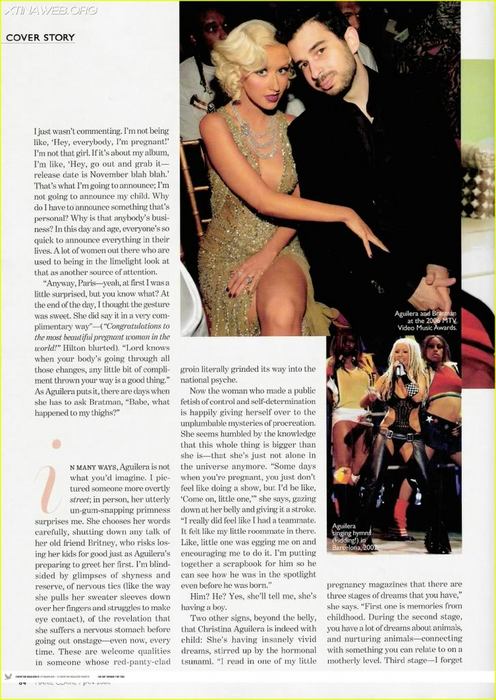 XTINAWEB.ORG
COVER STORY
I just wasn't commenting. I'm not being
like, 'Hey, everybody, I'm pregnant!'
I'm not that girl. If it's about my album,
I'm like, 'Hey, go out and grab it—
release date is November blah blah.'
That's what I'm going to announce; I'm
not going to announce my child. Why
do I have to announce something that's
personal? Why is that anybody's busi-
ness? In this day and age, everyone's so
quick to announce everything in their
lives. A lot of women out there who are
used to being in the limelight look at
that as another source of attention.
"Anyway, Paris—yeah, at first I was a
little surprised, but you know what? At
the end of the day, I thought the gesture
was sweet. She did say it in a very com-
plimentary way"—("Congratulations to
the most beautiful pregnant woman in the
world!" Hilton blurted). "Lord knows
when your body's going through all
those changes, any little bit of compli-
ment thrown your way is a good thing."
As Aguilera puts it, there are days when
she has to ask Bratman, "Babe, what
happened to my thighs?"
iN MANY WAYS, Aguilera is not
what you'd imagine. I pic-
tured someone more overtly
street; in person, her utterly
un-gum-snapping primness
surprises me. She chooses her words
carefully, shutting down any talk of
her old friend Britney, who risks los-
ing her kids for good just as Aguilera's
preparing to greet her first. I'm blind-
sided by glimpses of shyness and
reserve, of nervous tics (like the way
she pulls her sweater sleeves down
over her fingers and struggles to make
eye contact), of the revelation that
she suffers a nervous stomach before
going out onstage—even now, every
time. These are welcome qualities
in someone whose red-panty-clad
groin literally grinded its way into the
national psyche.
Now the woman who made a public
fetish of control and self-determination
is happily giving herself over to the
unplumbable mysteries of procreation.
She seems humbled by the knowledge
that this whole thing is bigger than
she is—that she's just not alone in
the universe anymore. "Some days
when you're pregnant, you just don't
feel like doing a show, but I'd be like,
'Come on, little one,'" she says, gazing
down at her belly and giving it a stroke.
"I really did feel like I had a teammate.
It felt like my little roommate in there.
Like, little one was egging me on and
encouraging me to do it. I'm putting
together a scrapbook for him so he
can see how he was in the spotlight
even before he was born."
Him? He? Yes, she'll tell me, she's
having a boy.
Two other signs, beyond the belly,
that Christina Aguilera is indeed with
child: She's having insanely vivid
dreams, stirred up by the hormonal
tsunami. "I read in one of my little
Aguilera and Bratman
at the 2006 MTV
Video Music Awards.
Aguilera
singing hymns
(kidding!) in
Barcelona, 2002.
pregnancy magazines that there are
three stages of dreams that you have,"
she says. "First one is memories from
childhood. During the second stage,
you have a lot of dreams about animals,
and nurturing animals—connecting
with something you can relate to on a
motherly level. Third stage—I forget